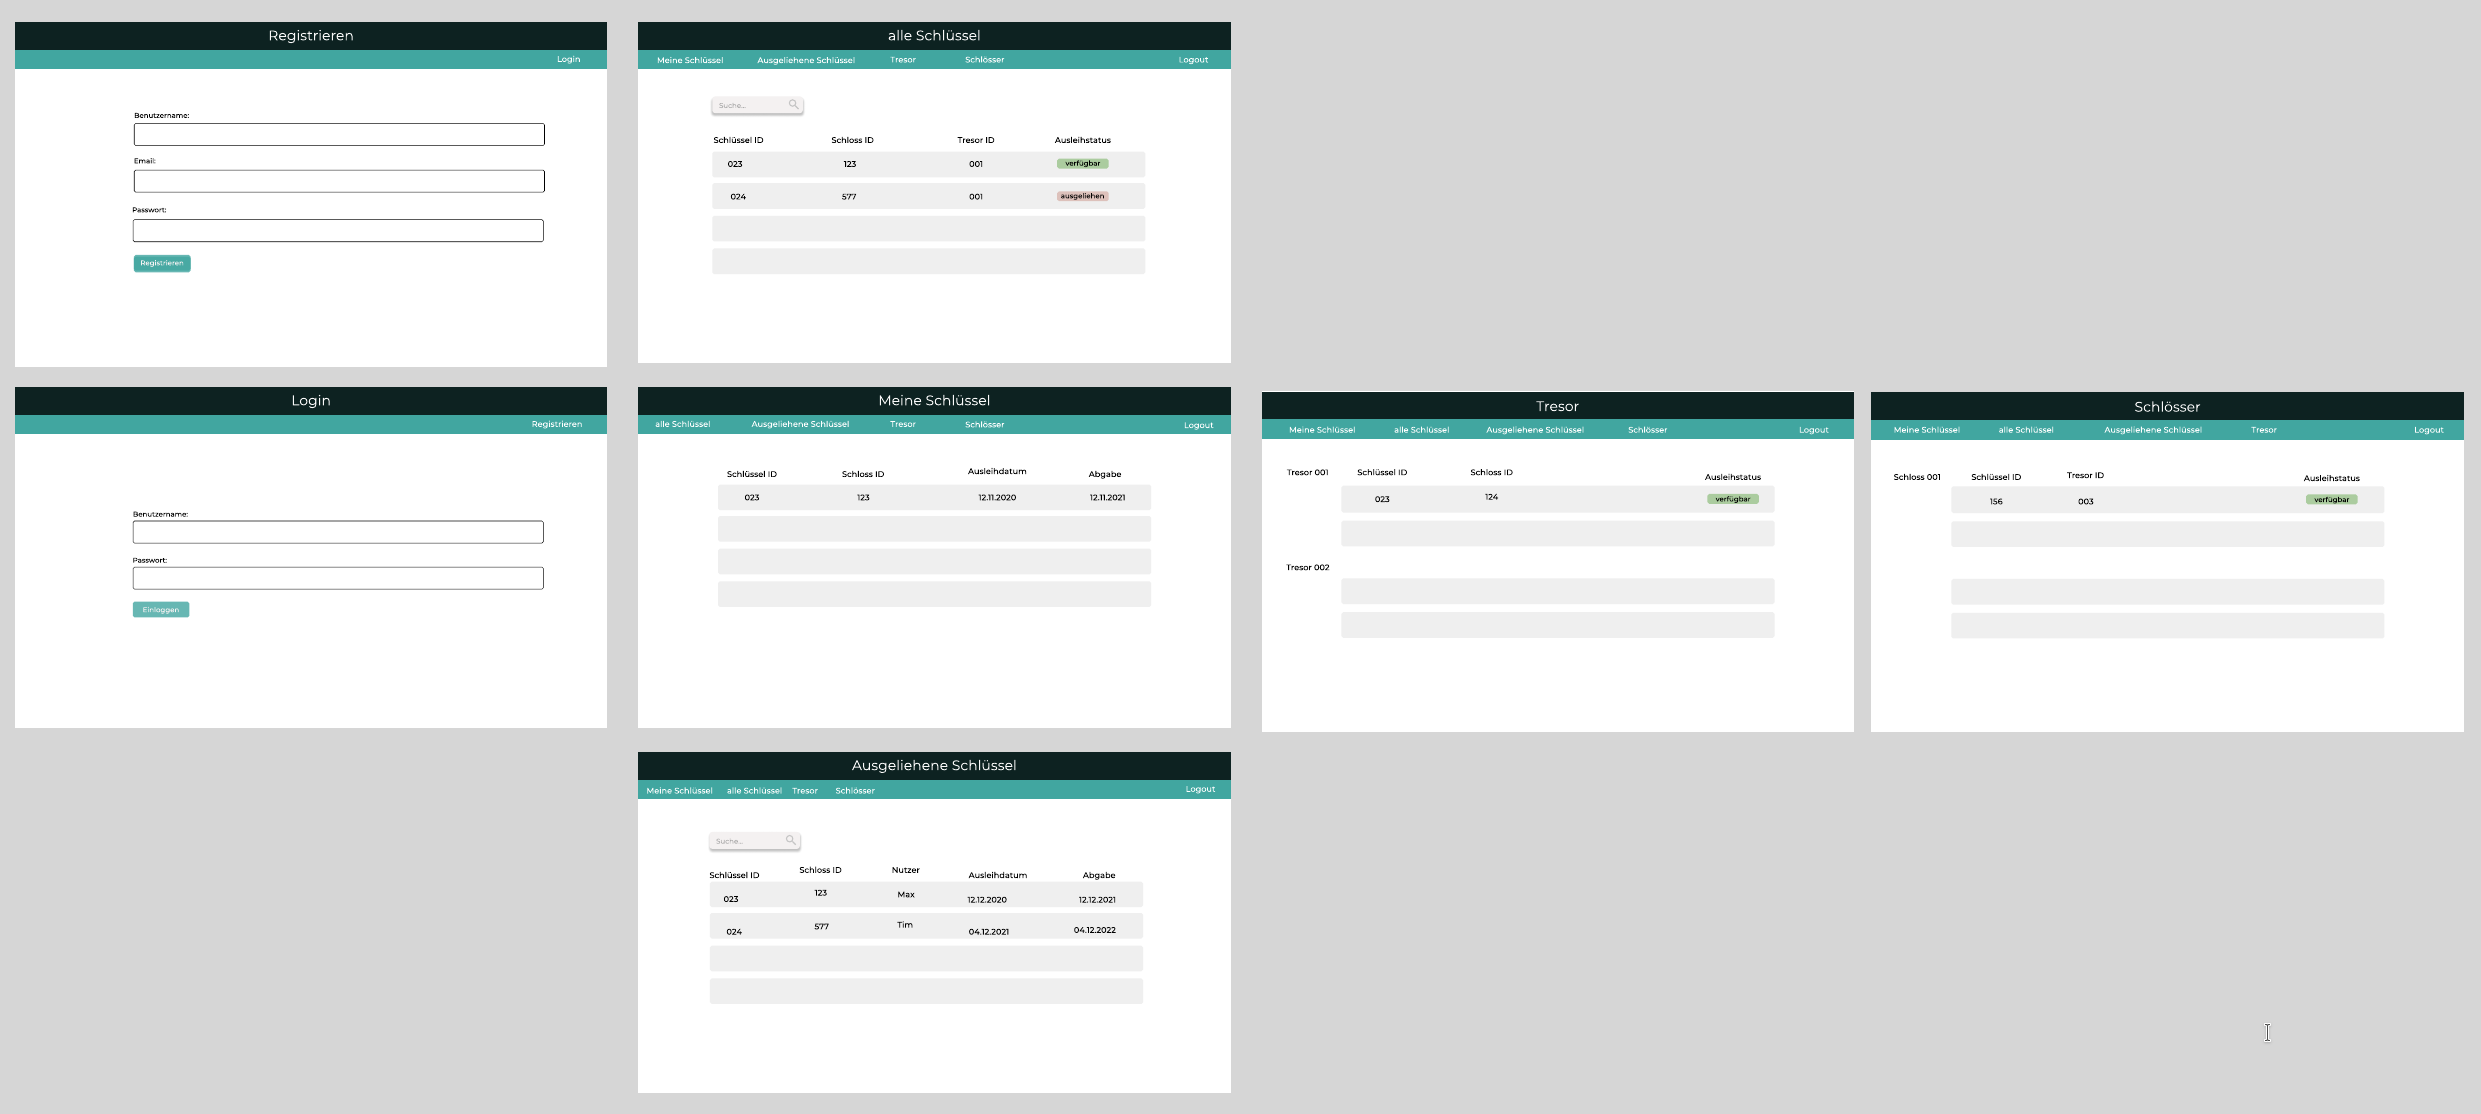 Registrieren
Login
Benutzername:
Email:
Passwort:
Registrieren
alle Schlüssel
Meine Schlüssel Ausgeliehene Schlüssel Tresor Schlösser Logout
Suche...
Schlüssel ID Schloss ID Tresor ID Ausleihstatus
023 123 001 verfügbar
024 577 001 ausgeliehen
Login
Registrieren
Benutzername:
Passwort:
Einloggen
Meine Schlüssel
alle Schlüssel Ausgeliehene Schlüssel Tresor Schlösser Logout
Schlüssel ID Schloss ID Ausleihdatum Abgabe
023 123 12.11.2020 12.11.2021
Tresor
Meine Schlüssel alle Schlüssel Ausgeliehene Schlüssel Schlösser Logout
Tresor 001 Schlüssel ID Schloss ID Ausleihstatus
023 124 verfügbar
Tresor 002
Schlösser
Meine Schlüssel alle Schlüssel Ausgeliehene Schlüssel Tresor Logout
Schloss 001 Schlüssel ID Tresor ID Ausleihstatus
156 003 verfügbar
Ausgeliehene Schlüssel
Meine Schlüssel alle Schlüssel Tresor Schlösser Logout
Suche...
Schlüssel ID Schloss ID Nutzer Ausleihdatum Abgabe
023 123 Max 12.12.2020 12.12.2021
024 577 Tim 04.12.2021 04.12.2022